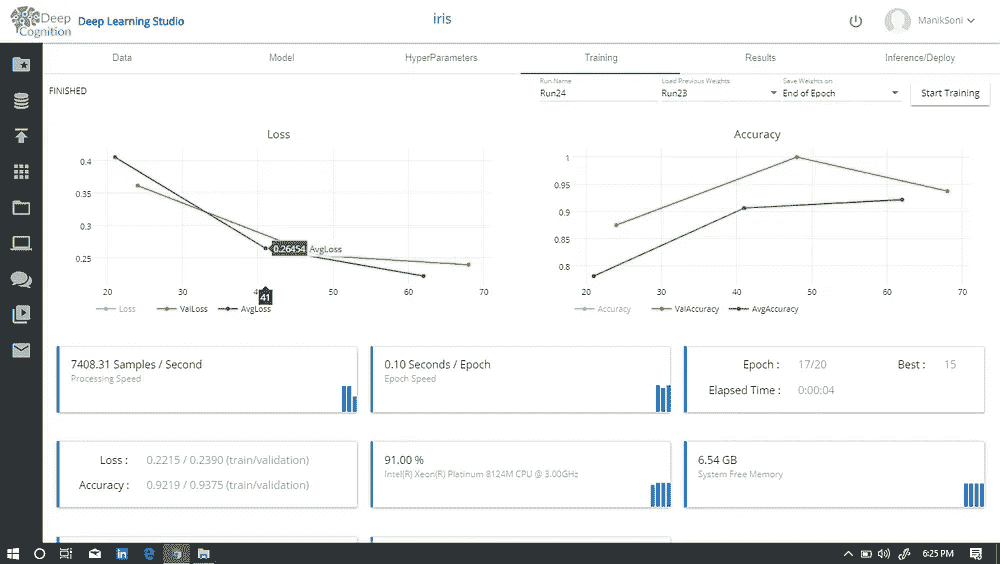 Deep Cognition
Deep Learning Studio
iris
ManikSoni
Data
Model
HyperParameters
Training
Results
Inference/Deploy
FINISHED
Run Name
Run24
Load Previous Weights
Run23
Save Weights on
End of Epoch
Start Training
Loss
0.4
0.35
0.3
0.25
0.26454
AvgLoss
20
30
40
50
60
70
41
Loss
ValLoss
AvgLoss
Accuracy
1
0.95
0.9
0.85
0.8
20
30
40
50
60
70
Accuracy
ValAccuracy
AvgAccuracy
7408.31 Samples / Second
Processing Speed
0.10 Seconds / Epoch
Epoch Speed
Epoch : 17/20
Best : 15
Elapsed Time : 0:00:04
Loss : 0.2215 / 0.2390 (train/validation)
Accuracy : 0.9219 / 0.9375 (train/validation)
91.00 %
Intel(R) Xeon(R) Platinum 8124M CPU @ 3.00GHz
6.54 GB
System Free Memory
6:25 PM